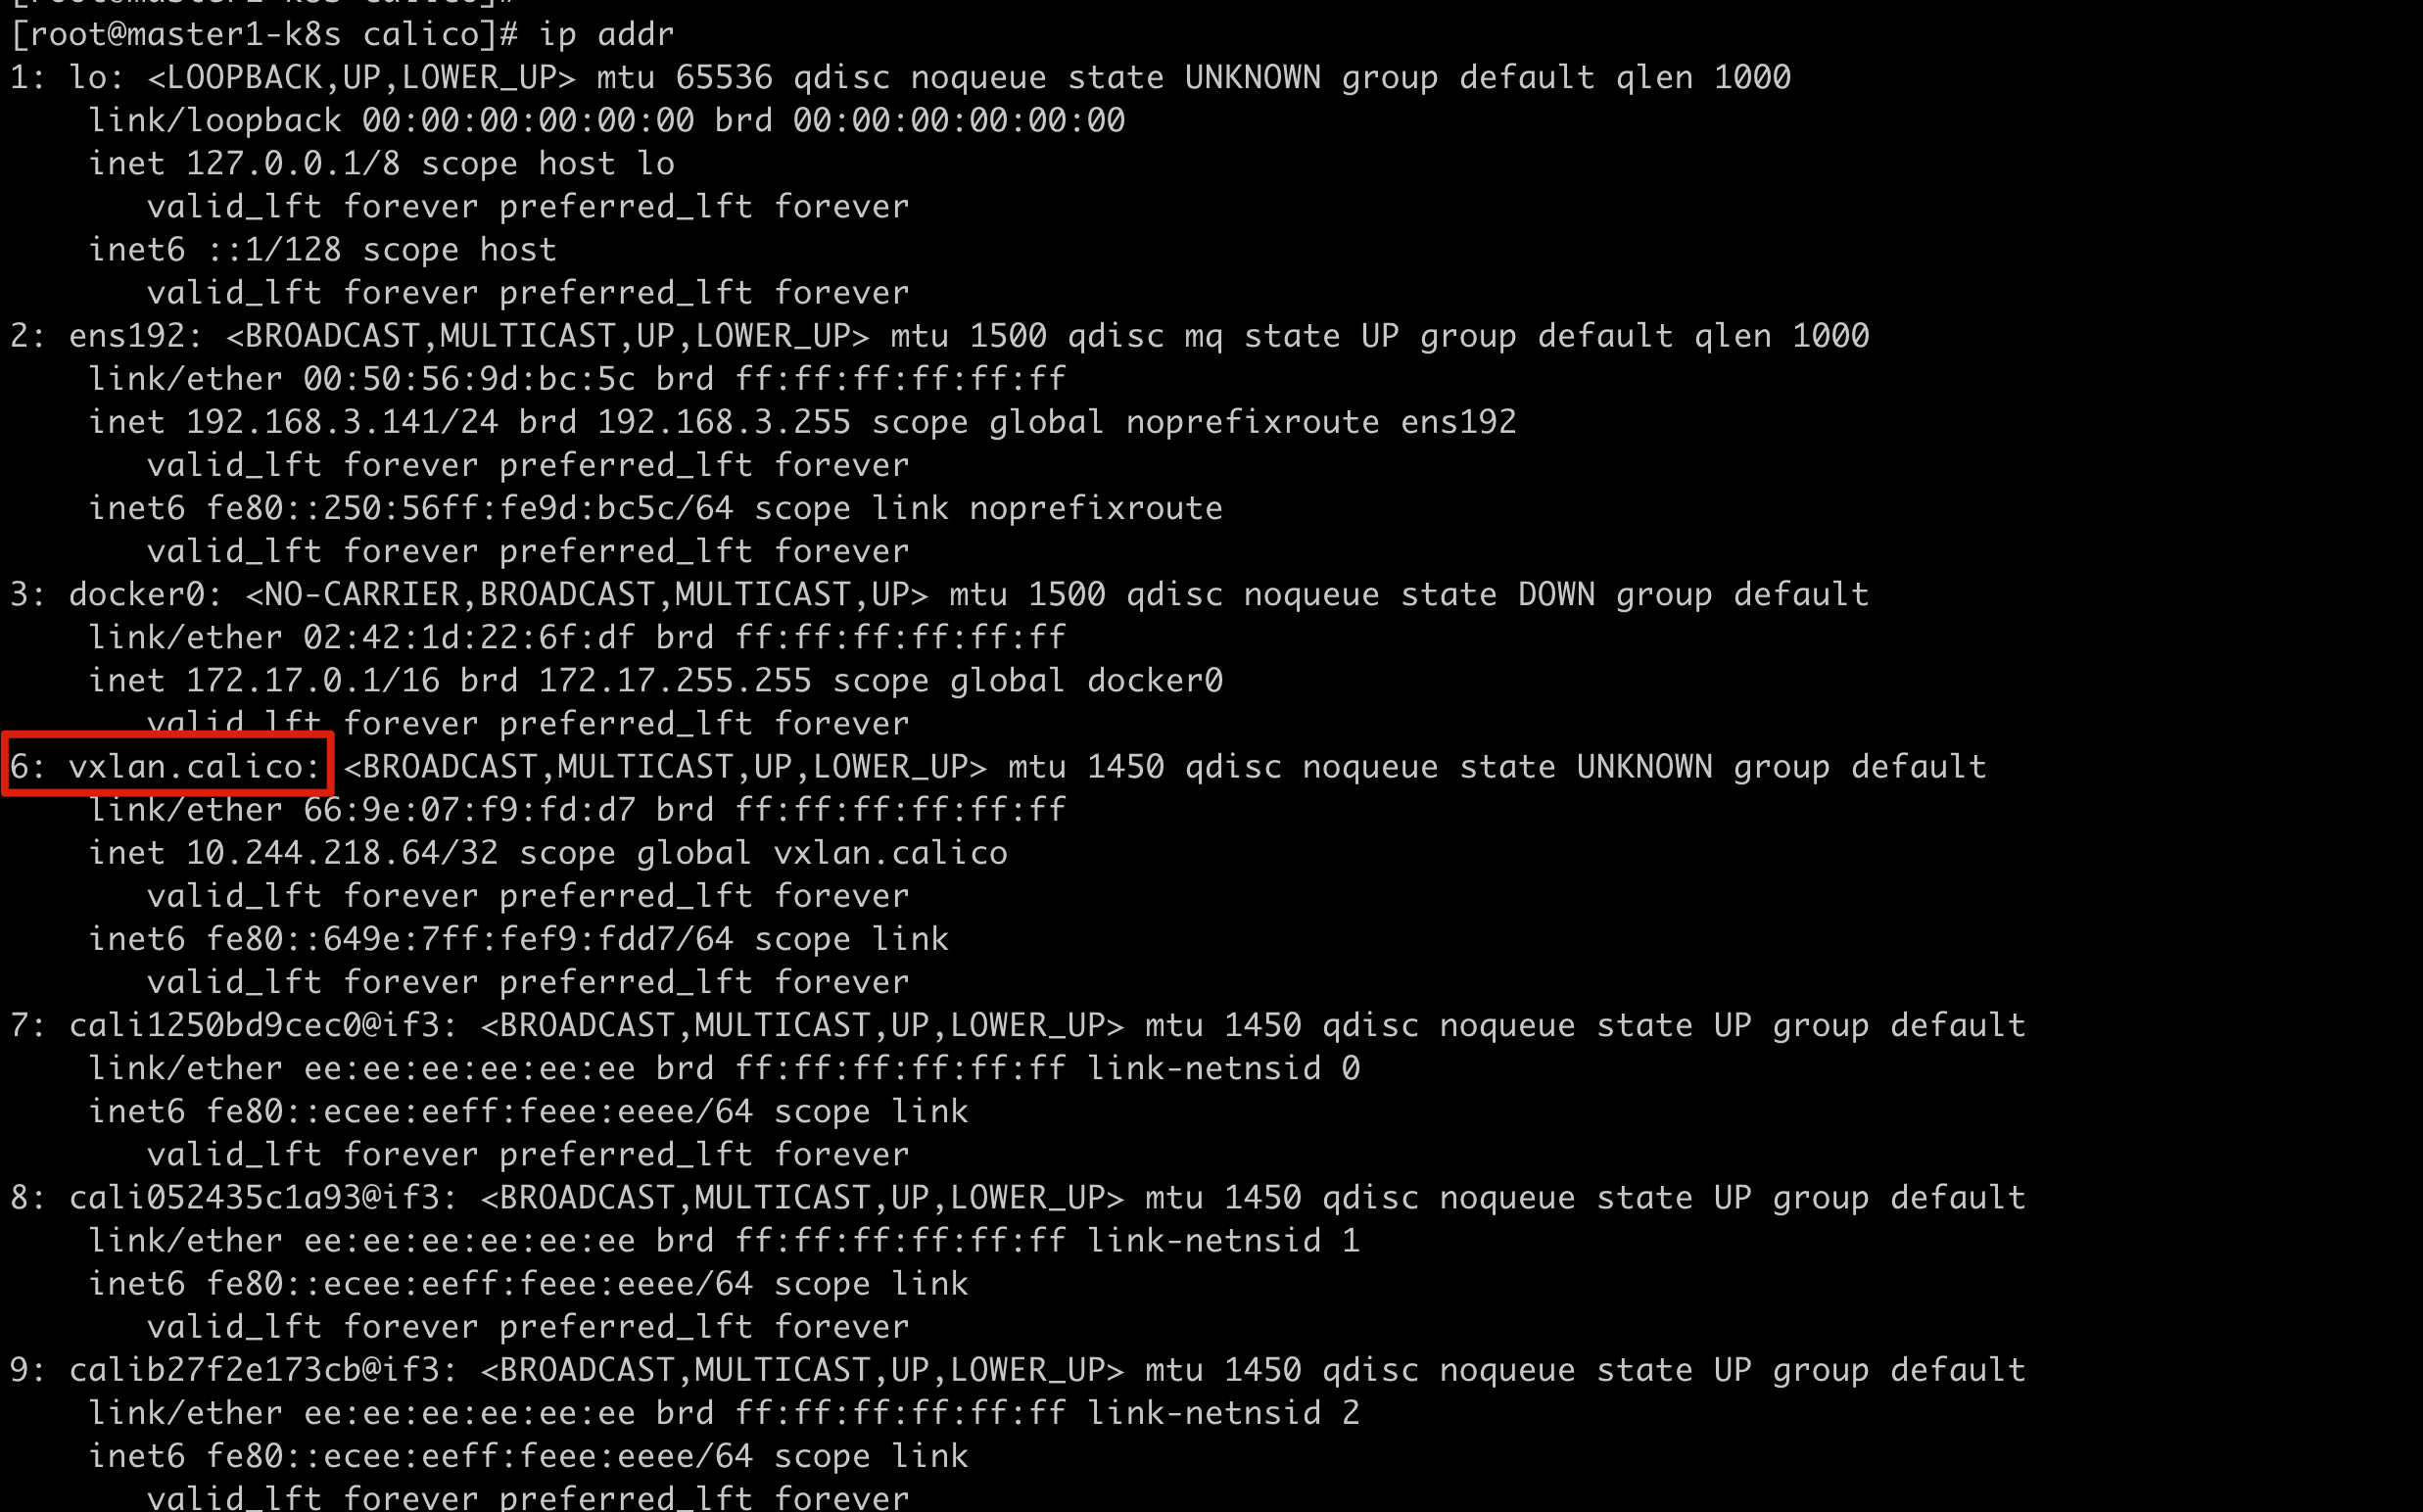 [root@master1-k8s calico]#
[root@master1-k8s calico]# ip addr
1: lo: <LOOPBACK,UP,LOWER_UP> mtu 65536 qdisc noqueue state UNKNOWN group default qlen 1000
    link/loopback 00:00:00:00:00:00 brd 00:00:00:00:00:00
    inet 127.0.0.1/8 scope host lo
       valid_lft forever preferred_lft forever
    inet6 ::1/128 scope host
       valid_lft forever preferred_lft forever
2: ens192: <BROADCAST,MULTICAST,UP,LOWER_UP> mtu 1500 qdisc mq state UP group default qlen 1000
    link/ether 00:50:56:9d:bc:5c brd ff:ff:ff:ff:ff:ff
    inet 192.168.3.141/24 brd 192.168.3.255 scope global noprefixroute ens192
       valid_lft forever preferred_lft forever
    inet6 fe80::250:56ff:fe9d:bc5c/64 scope link noprefixroute
       valid_lft forever preferred_lft forever
3: docker0: <NO-CARRIER,BROADCAST,MULTICAST,UP> mtu 1500 qdisc noqueue state DOWN group default
    link/ether 02:42:1d:22:6f:df brd ff:ff:ff:ff:ff:ff
    inet 172.17.0.1/16 brd 172.17.255.255 scope global docker0
       valid_lft forever preferred_lft forever
6: vxlan.calico: <BROADCAST,MULTICAST,UP,LOWER_UP> mtu 1450 qdisc noqueue state UNKNOWN group default
    link/ether 66:9e:07:f9:fd:d7 brd ff:ff:ff:ff:ff:ff
    inet 10.244.218.64/32 scope global vxlan.calico
       valid_lft forever preferred_lft forever
    inet6 fe80::649e:7ff:fef9:fdd7/64 scope link
       valid_lft forever preferred_lft forever
7: cali1250bd9cec0@if3: <BROADCAST,MULTICAST,UP,LOWER_UP> mtu 1450 qdisc noqueue state UP group default
    link/ether ee:ee:ee:ee:ee:ee brd ff:ff:ff:ff:ff:ff link-netnsid 0
    inet6 fe80::ecee:eeff:feee:eeee/64 scope link
       valid_lft forever preferred_lft forever
8: cali052435c1a93@if3: <BROADCAST,MULTICAST,UP,LOWER_UP> mtu 1450 qdisc noqueue state UP group default
    link/ether ee:ee:ee:ee:ee:ee brd ff:ff:ff:ff:ff:ff link-netnsid 1
    inet6 fe80::ecee:eeff:feee:eeee/64 scope link
       valid_lft forever preferred_lft forever
9: calib27f2e173cb@if3: <BROADCAST,MULTICAST,UP,LOWER_UP> mtu 1450 qdisc noqueue state UP group default
    link/ether ee:ee:ee:ee:ee:ee brd ff:ff:ff:ff:ff:ff link-netnsid 2
    inet6 fe80::ecee:eeff:feee:eeee/64 scope link
       valid_lft forever preferred_lft forever